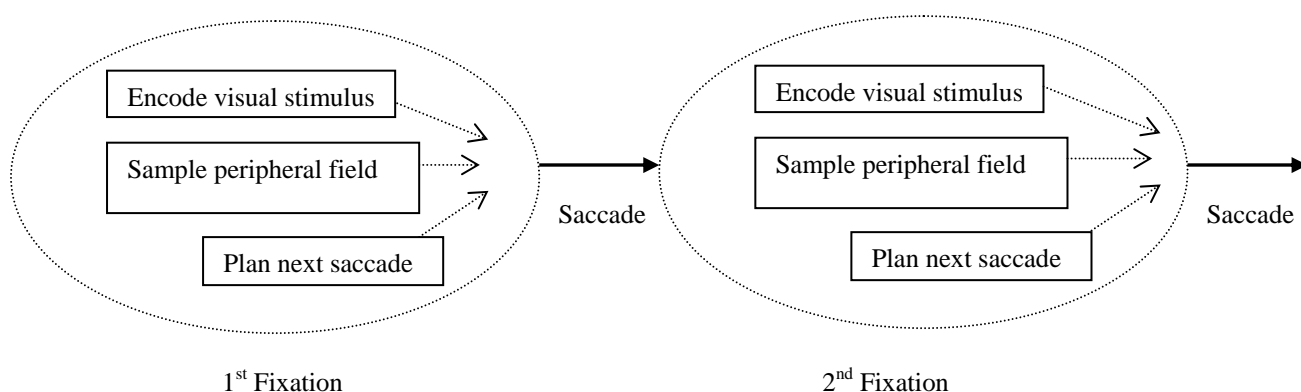 Encode visual stimulus
Sample peripheral field
Plan next saccade
Saccade
1st Fixation
Encode visual stimulus
Sample peripheral field
Plan next saccade
Saccade
2nd Fixation